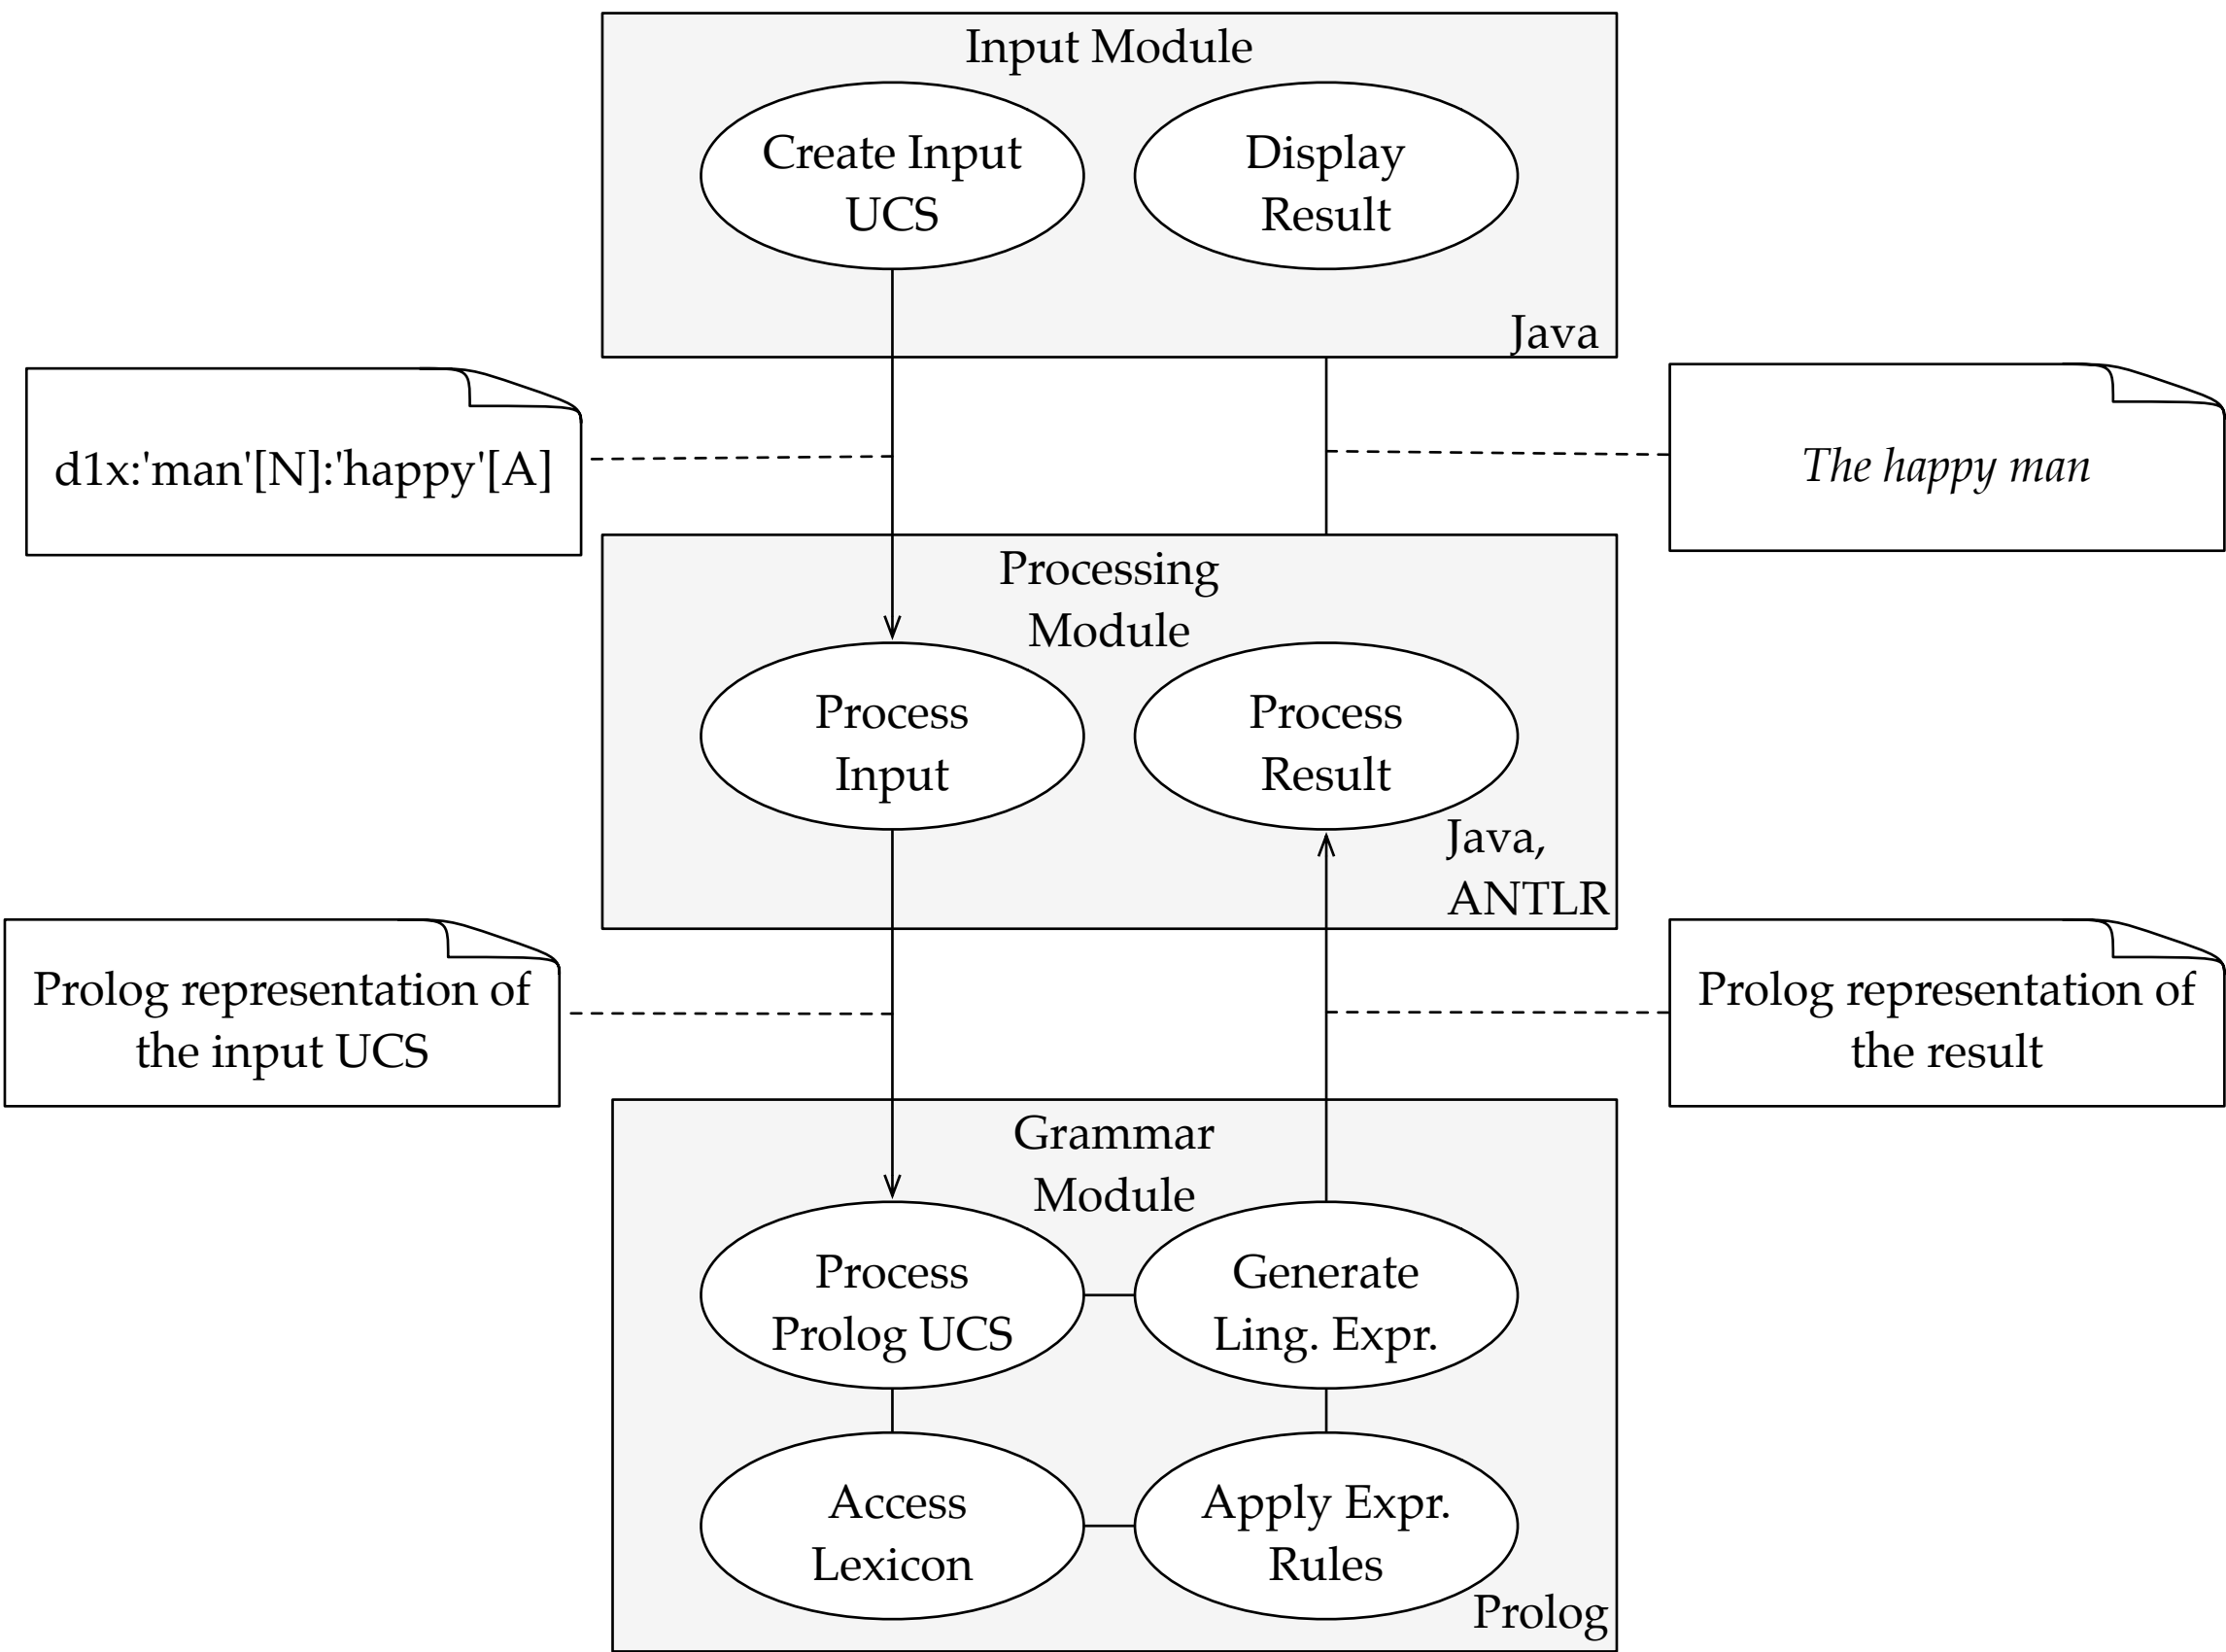 Input Module
Create Input
UCS
Display
Result
Java
d1x:'man'[N]:'happy'[A]
The happy man
Processing
Module
Process
Input
Process
Result
Java,
ANTLR
Prolog representation of
the input UCS
Prolog representation of
the result
Grammar
Module
Process
Prolog UCS
Generate
Ling. Expr.
Access
Lexicon
Apply Expr.
Rules
Prolog